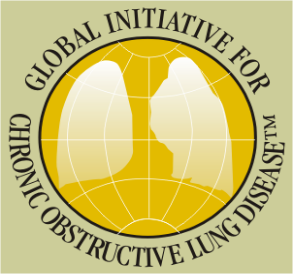 GLOBAL INITIATIVE FOR
CHRONIC OBSTRUCTIVE LUNG DISEASE™